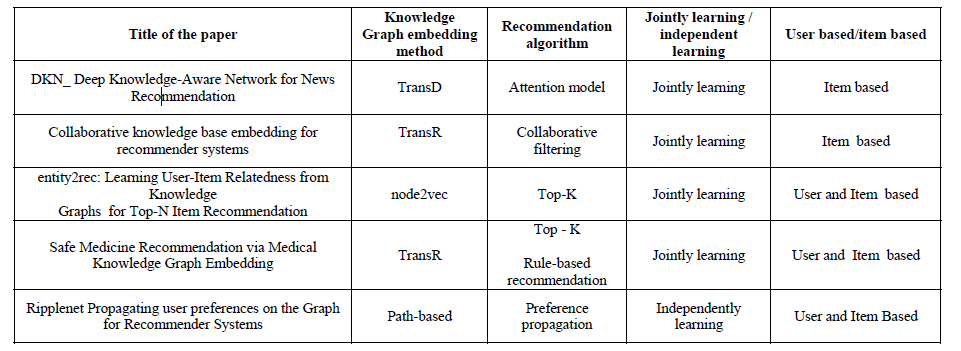 Title of the paper
Knowledge
Graph embedding
method
Recommendation
algorithm
Jointly learning /
independent
learning
User based/item based
DKN_ Deep Knowledge-Aware Network for News
Recommendation
TransD
Attention model
Jointly learning
Item based
Collaborative knowledge base embedding for
recommender systems
TransR
Collaborative
filtering
Jointly learning
Item based
entity2rec: Learning User-Item Relatedness from
Knowledge
Graphs for Top-N Item Recommendation
node2vec
Top-K
Jointly learning
User and Item based
Safe Medicine Recommendation via Medical
Knowledge Graph Embedding
TransR
Top - K
Rule-based
recommendation
Jointly learning
User and Item based
Ripplenet Propagating user preferences on the Graph
for Recommender Systems
Path-based
Preference
propagation
Independently
learning
User and Item Based